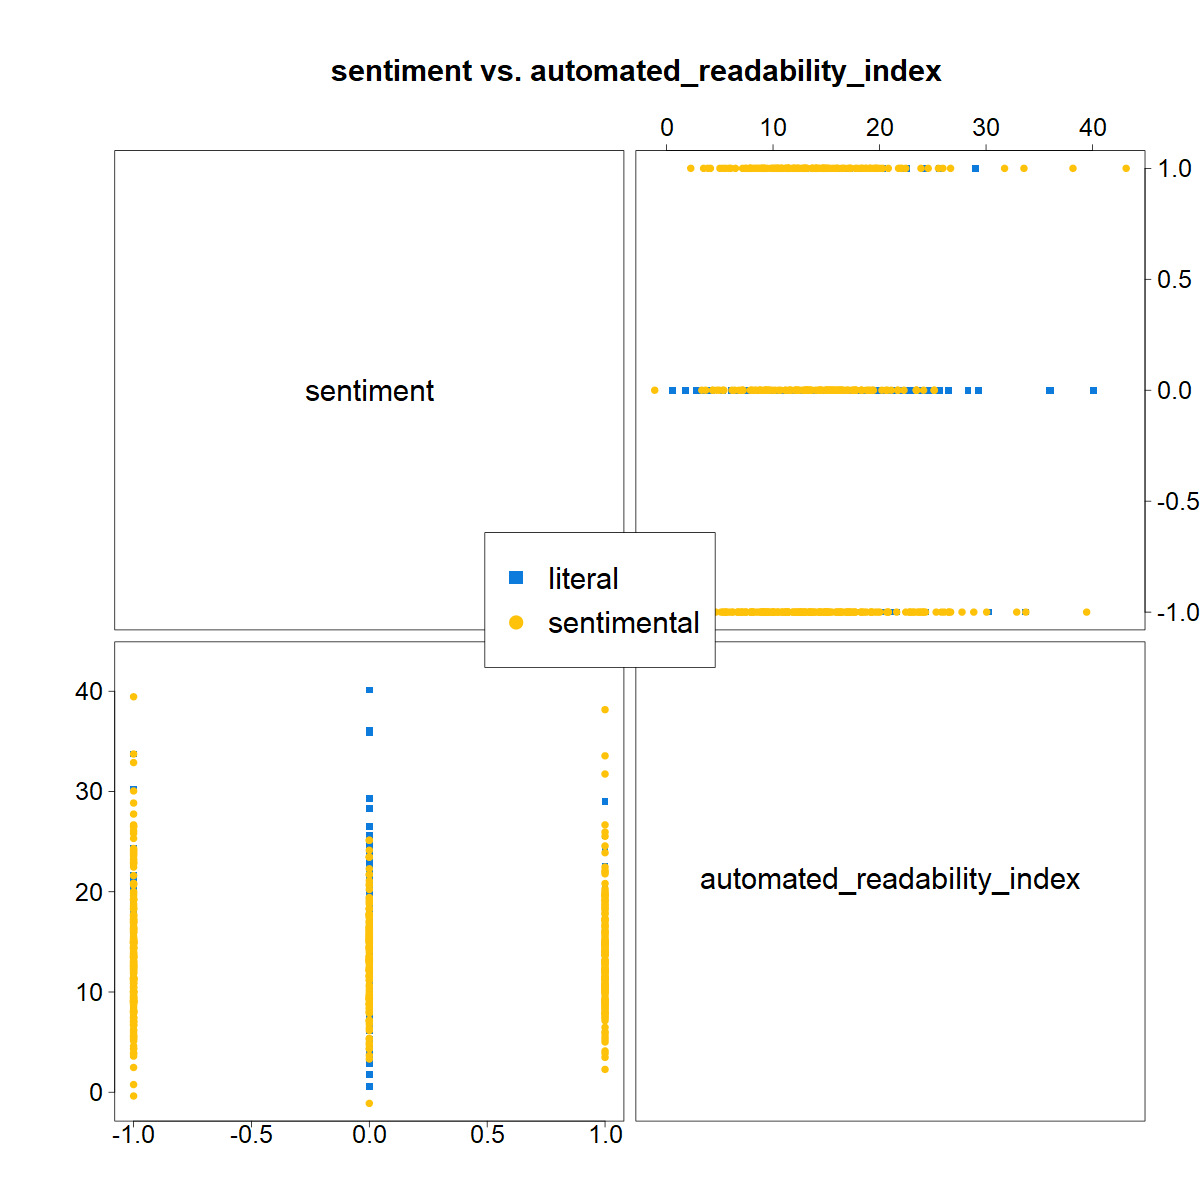 sentiment vs. automated_readability_index
0 10 20 30 40
1.0
0.5
sentiment
0.0
-0.5
literal
-1.0
sentimental
40
30
automated_readability_index
20
10
0
-1.0 -0.5 0.0 0.5 1.0